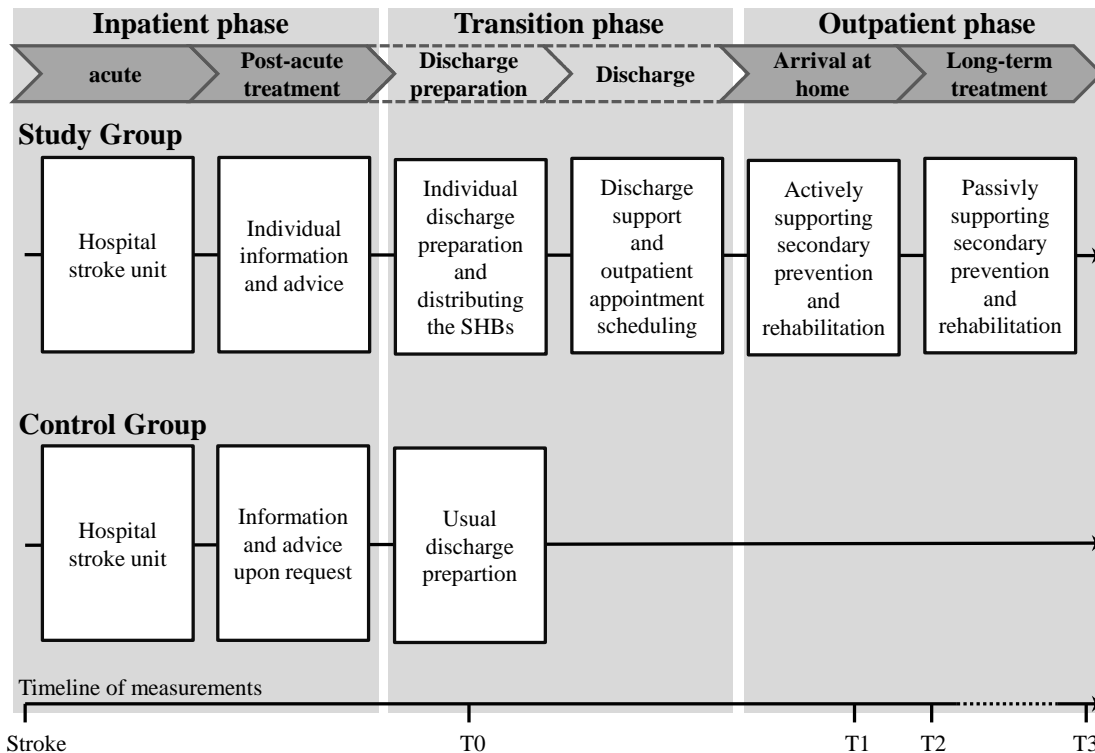 Inpatient phase
Transition phase
Outpatient phase
acute
Post-acute
treatment
Discharge
preparation
Discharge
Arrival at
home
Long-term
treatment
Study Group
Hospital
stroke unit
Individual
information
and advice
Individual
discharge
preparation
and
distributing
the SHBs
Discharge
support
and
outpatient
appointment
scheduling
Actively
supporting
secondary
prevention
and
rehabilitation
Passivly
supporting
secondary
prevention
and
rehabilitation
Control Group
Hospital
stroke unit
Information
and advice
upon request
Usual
discharge
prepartion
Timeline of measurements
Stroke
T0
T1
T2
T3